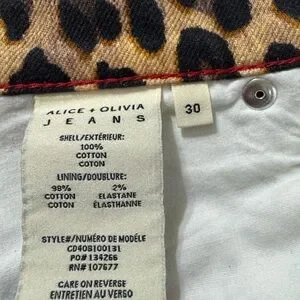 ALICE + OLIVIA
JEANS
30
SHELL/EXTÉRIEUR:
100%
COTTON
COTON
LINING/DOUBLURE:
98% 2%
COTTON ELASTANE
COTON ÉLASTHANNE
STYLE#/NUMÉRO DE MODÈLE
CD408100131
PO# 134266
RN# 107677
CARE ON REVERSE
ENTRETIEN AU VERSO